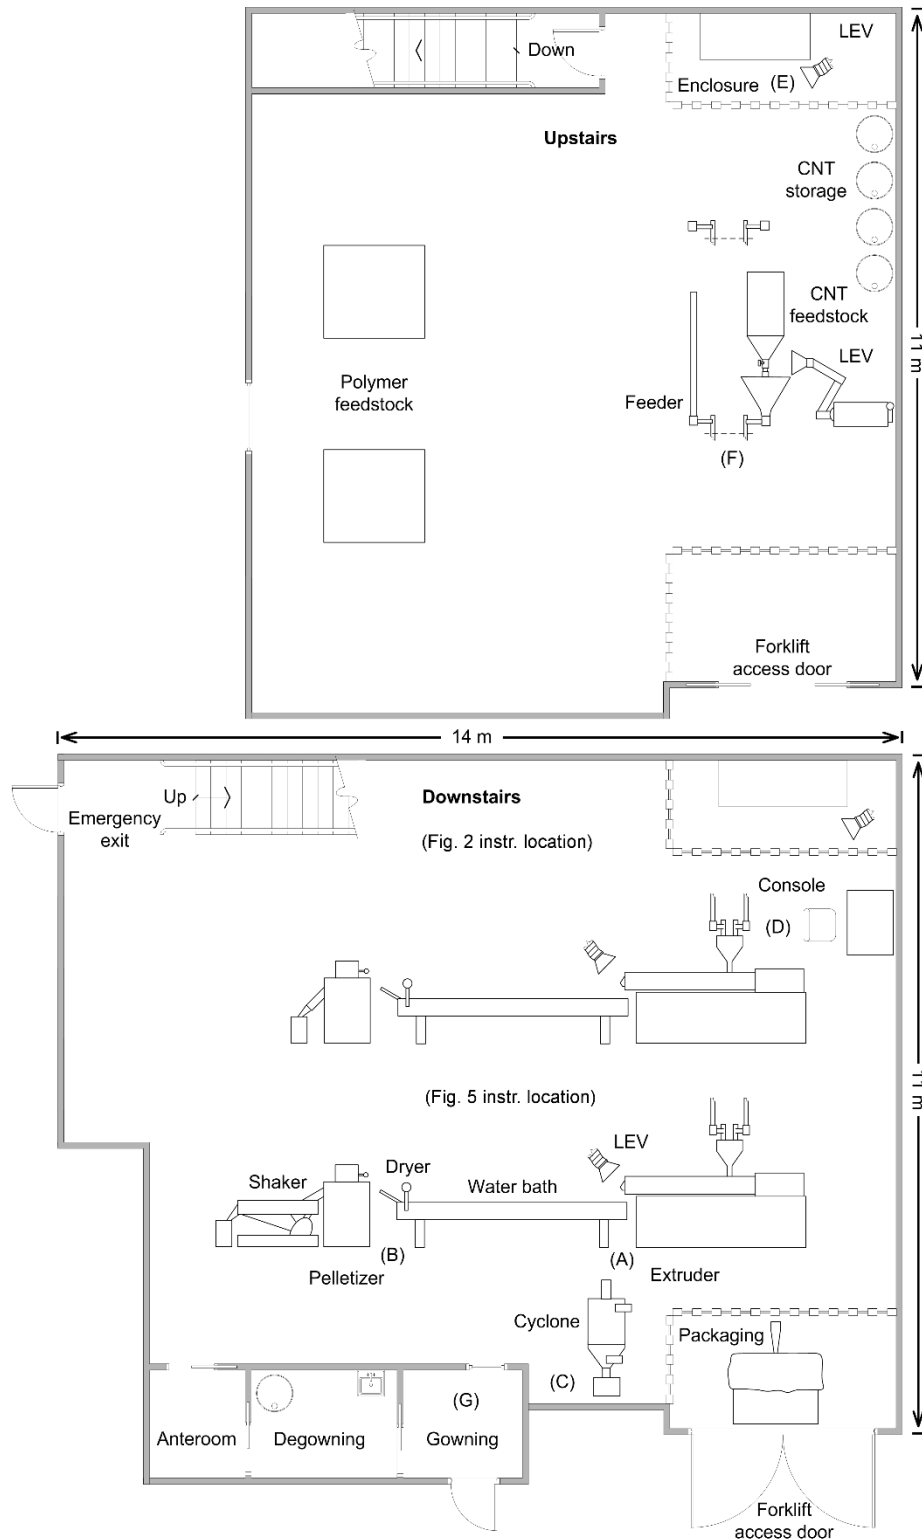 LEV
Down
Enclosure (E)
Upstairs
CNT
storage
CNT
feedstock
11 m
LEV
Polymer
feedstock
Feeder
(F)
Forklift
access door
14 m
Up
Downstairs
Emergency
exit
(Fig. 2 instr. location)
Console
(D)
11 m
(Fig. 5 instr. location)
LEV
Dryer
Shaker
Water bath
(B)
(A)
Pelletizer
Extruder
Cyclone
Packaging
(C)
(G)
Anteroom
Degowning
Gowning
Forklift
access door